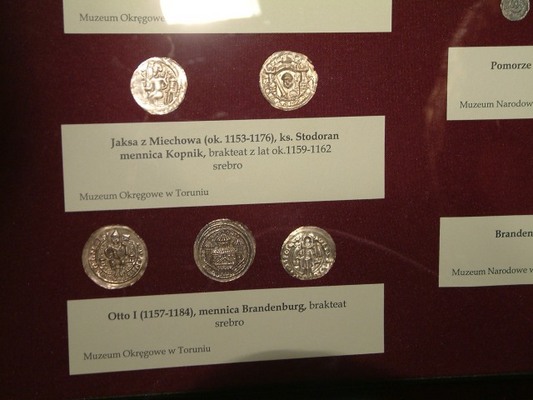 Muzeum Okręgowe
Jaksa z Miechowa (ok. 1153-1176), ks. Stodoran
mennica Kopnik, brakteat z lat ok.1159-1162
srebro
Muzeum Okręgowe w Toruniu
Otto I (1157-1184), mennica Brandenburg, brakteat
srebro
Muzeum Okręgowe w Toruniu
Pomorze
Muzeum Narodowe
Branden
Muzeum Narodowe w